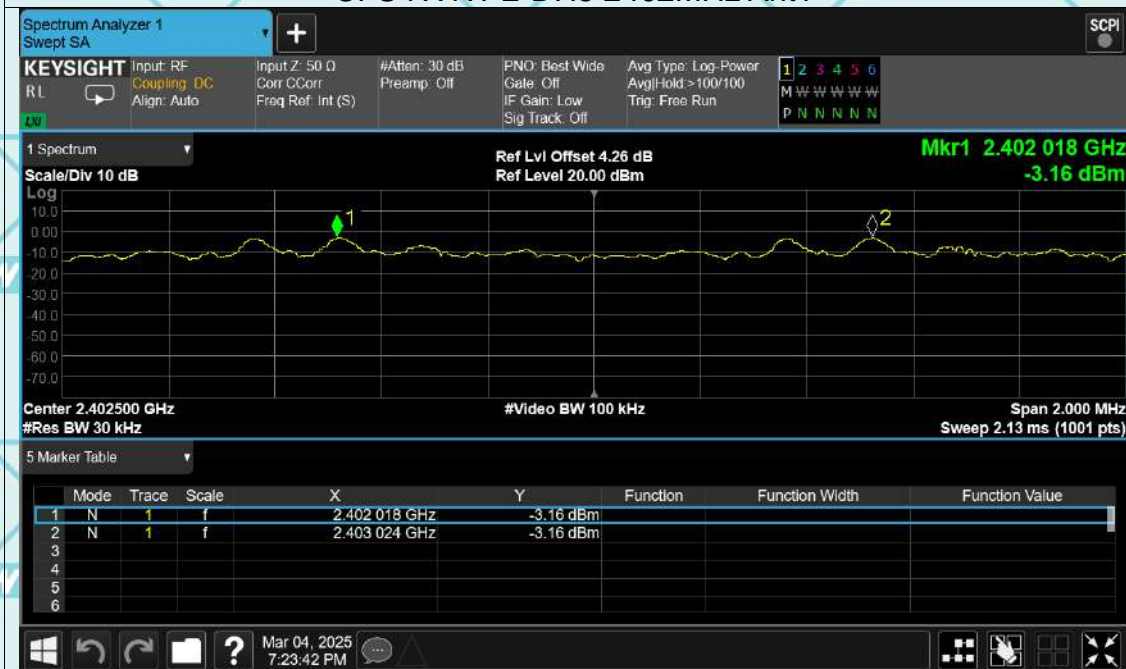 Spectrum Analyzer 1
Swept SA
+
SCPI
KEYSIGHT
RL
LXI
Input: RF
Coupling: DC
Align: Auto
Input Z: 50 Ω
Corr CCorr
Freq Ref: Int (S)
#Atten: 30 dB
Preamp: Off
PNO: Best Wide
Gate: Off
IF Gain: Low
Sig Track: Off
Avg Type: Log-Power
Avg|Hold:>100/100
Trig: Free Run
1 2 3 4 5 6
M W W W W W
P N N N N N
1 Spectrum
Scale/Div 10 dB
Ref Lvl Offset 4.26 dB
Ref Level 20.00 dBm
Mkr1 2.402 018 GHz
-3.16 dBm
Log
10.0
0.00
-10.0
-20.0
-30.0
-40.0
-50.0
-60.0
-70.0
1
2
Center 2.402500 GHz
#Res BW 30 kHz
#Video BW 100 kHz
Span 2.000 MHz
Sweep 2.13 ms (1001 pts)
5 Marker Table
Mode Trace Scale X Y Function Function Width Function Value
1 N 1 f 2.402 018 GHz -3.16 dBm
2 N 1 f 2.403 024 GHz -3.16 dBm
3
4
5
6
?
Mar 04, 2025
7:23:42 PM